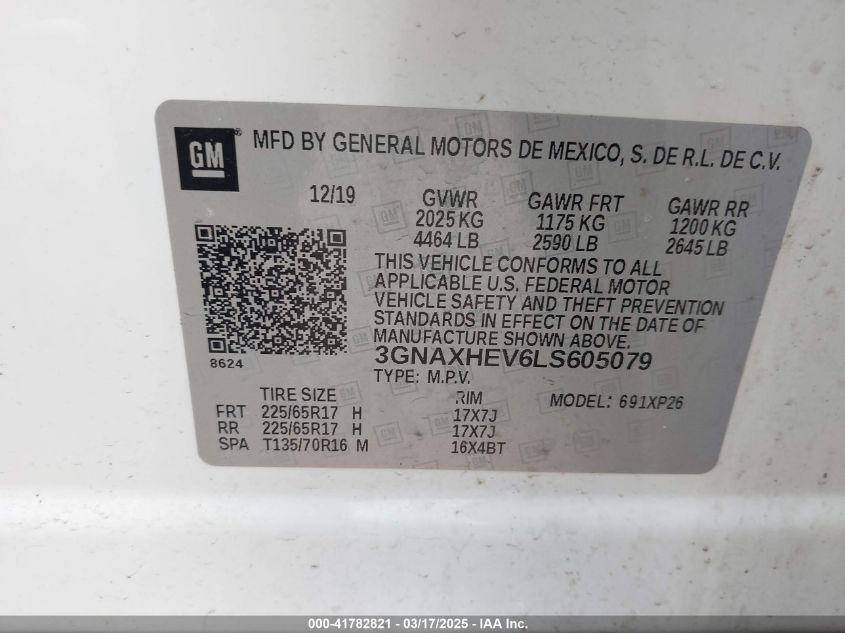 GM ® MFD BY GENERAL MOTORS DE MEXICO, S. DE R.L. DE C.V.
12/19 GVWR GAWR FRT GAWR RR
2025 KG 1175 KG 1200 KG
4464 LB 2590 LB 2645 LB
THIS VEHICLE CONFORMS TO ALL
APPLICABLE U.S. FEDERAL MOTOR
VEHICLE SAFETY AND THEFT PREVENTION
STANDARDS IN EFFECT ON THE DATE OF
MANUFACTURE SHOWN ABOVE.
8624 3GNAXHEV6LS605079
TYPE: M.P.V.
TIRE SIZE RIM MODEL: 691XP26
FRT 225/65R17 H 17X7J
RR 225/65R17 H 17X7J
SPA T135/70R16 M 16X4BT
000-41782821 - 03/17/2025 - IAA Inc.